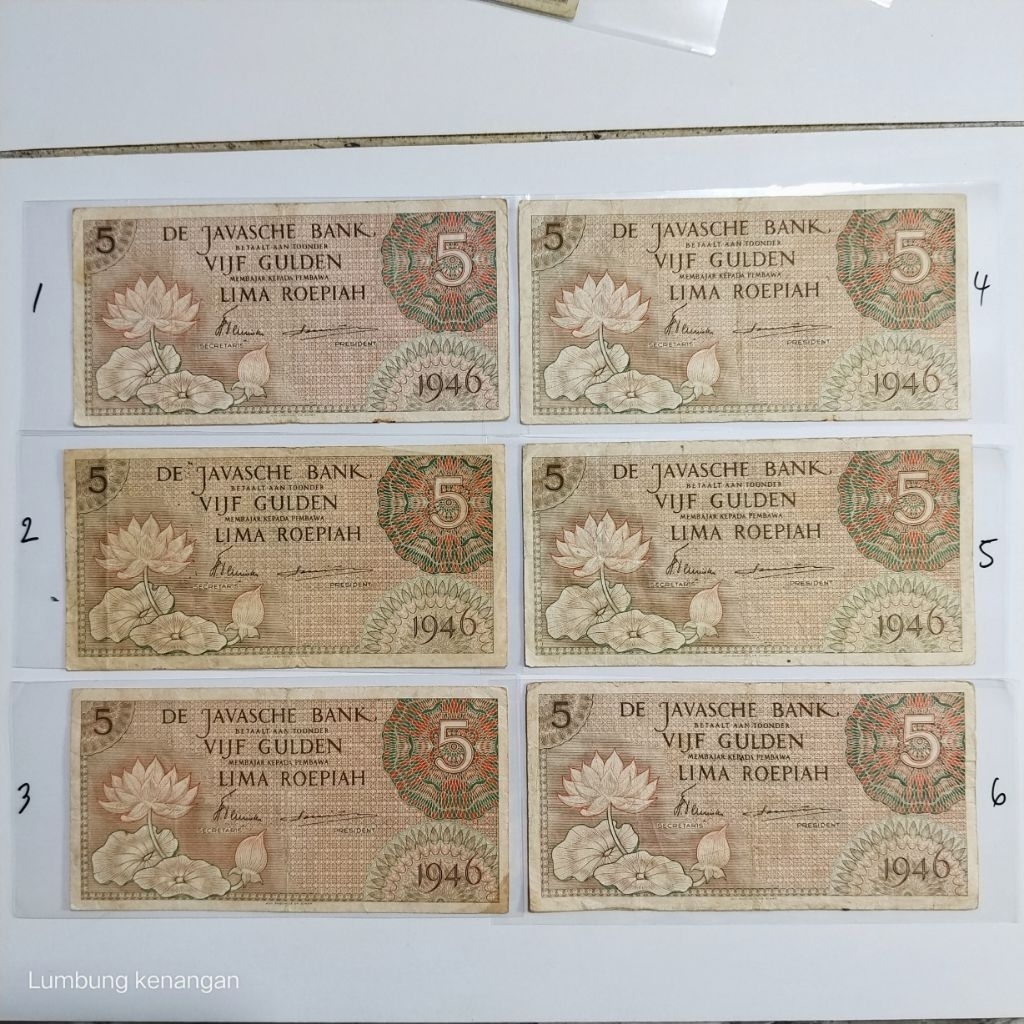 1
5
DE JAVASCHE BANK,
BETAALT AAN TOONDER
VIJF GULDEN
MEMBAJAR KEPADA PEMBAWA
LIMA ROEPIAH
5
SECRETARIS
PRESIDENT
1946
4
5
DE JAVASCHE BANK,
BETAALT AAN TOONDER
VIJF GULDEN
MEMBAJAR KEPADA PEMBAWA
LIMA ROEPIAH
5
SECRETARIS
PRESIDENT
1946
2
5
DE JAVASCHE BANK,
BETAALT AAN TOONDER
VIJF GULDEN
MEMBAJAR KEPADA PEMBAWA
LIMA ROEPIAH
5
SECRETARIS
PRESIDENT
1946
5
5
DE JAVASCHE BANK,
BETAALT AAN TOONDER
VIJF GULDEN
MEMBAJAR KEPADA PEMBAWA
LIMA ROEPIAH
5
SECRETARIS
PRESIDENT
1946
3
5
DE JAVASCHE BANK,
BETAALT AAN TOONDER
VIJF GULDEN
MEMBAJAR KEPADA PEMBAWA
LIMA ROEPIAH
5
SECRETARIS
PRESIDENT
1946
6
5
DE JAVASCHE BANK,
BETAALT AAN TOONDER
VIJF GULDEN
MEMBAJAR KEPADA PEMBAWA
LIMA ROEPIAH
5
SECRETARIS
PRESIDENT
1946
Lumbung kenangan